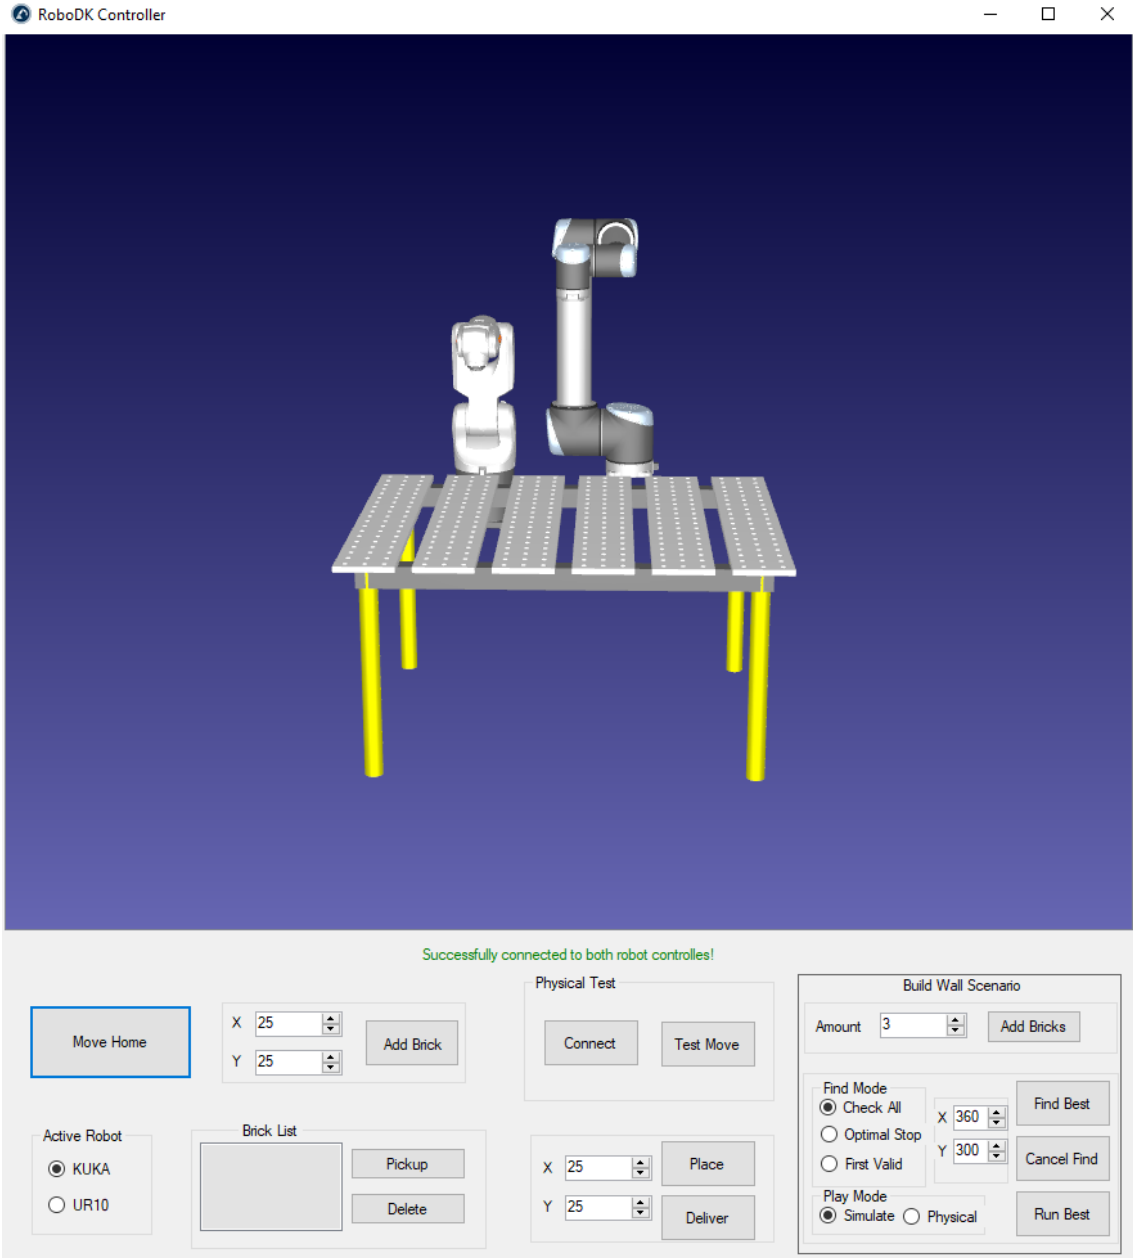 RoboDK Controller
Successfully connected to both robot controlles!
Move Home
X 25
Y 25
Add Brick
Physical Test
Connect
Test Move
Build Wall Scenario
Amount 3
Add Bricks
Active Robot
KUKA
UR10
Brick List
Pickup
Delete
X 25
Y 25
Place
Deliver
Find Mode
Check All
Optimal Stop
First Valid
X 360
Y 300
Find Best
Cancel Find
Play Mode
Simulate Physical
Run Best